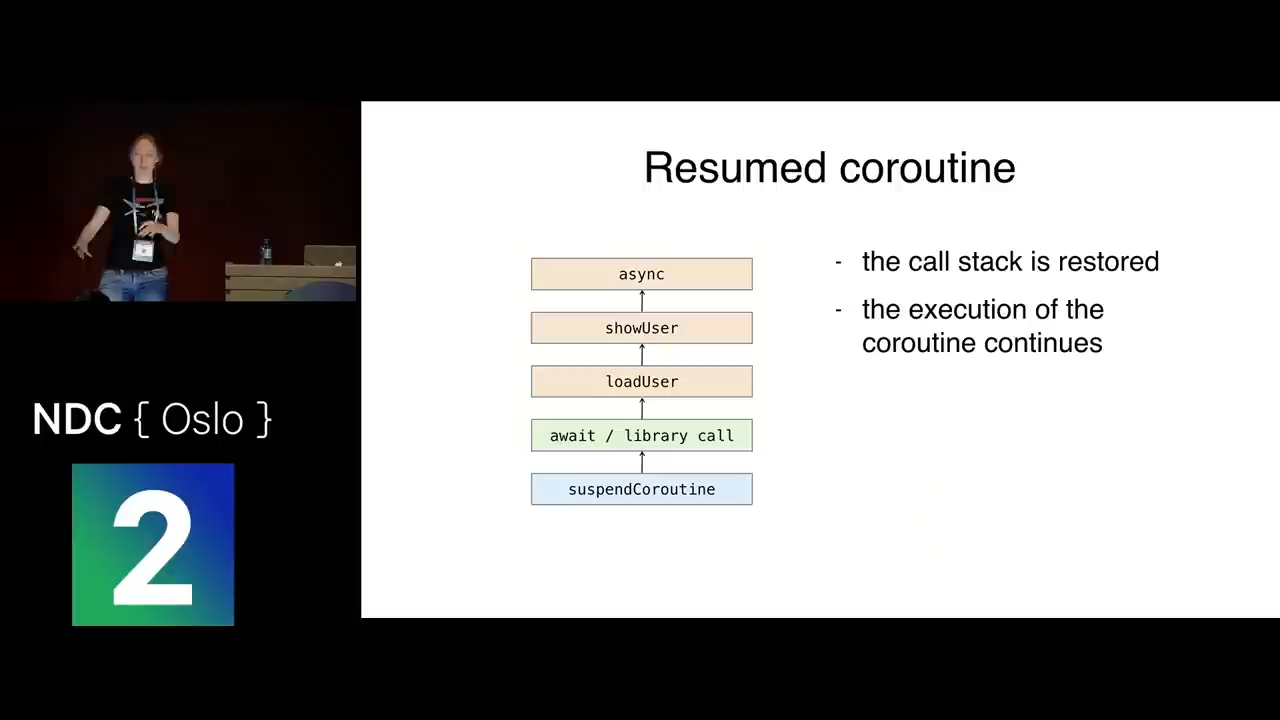 Resumed coroutine
async
showUser
loadUser
await / library call
suspendCoroutine
- the call stack is restored
- the execution of the
coroutine continues
NDC { Oslo }
2